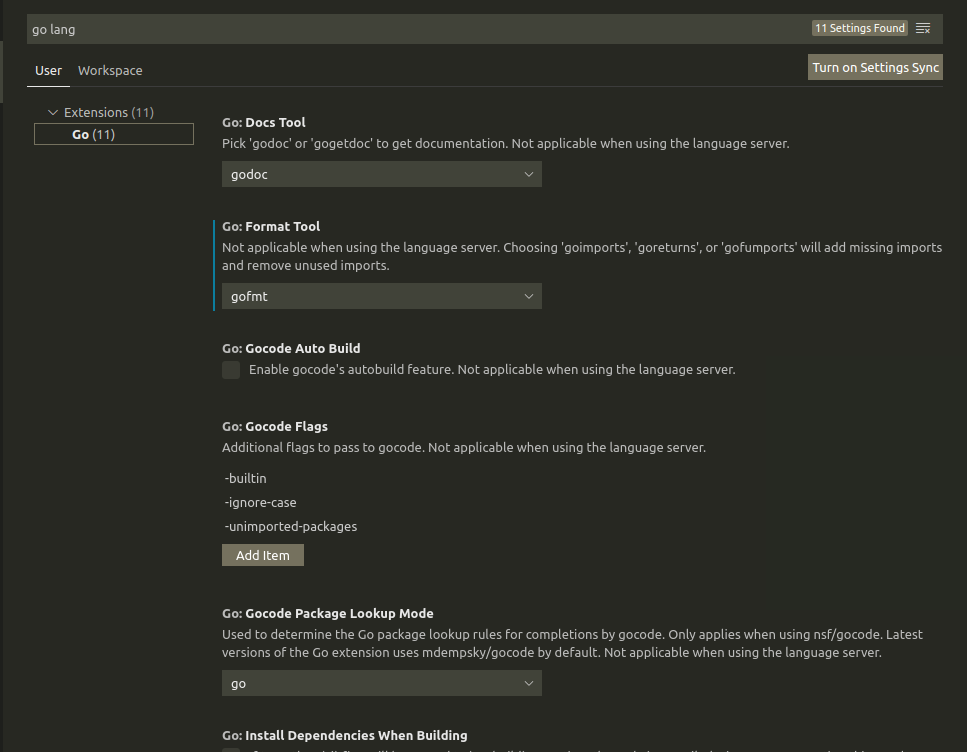 go lang
11 Settings Found
User
Workspace
Turn on Settings Sync
Extensions (11)
Go (11)
Go: Docs Tool
Pick 'godoc' or 'gogetdoc' to get documentation. Not applicable when using the language server.
godoc
Go: Format Tool
Not applicable when using the language server. Choosing 'goimports', 'goreturns', or 'gofumports' will add missing imports
and remove unused imports.
gofmt
Go: Gocode Auto Build
Enable gocode's autobuild feature. Not applicable when using the language server.
Go: Gocode Flags
Additional flags to pass to gocode. Not applicable when using the language server.
-builtin
-ignore-case
-unimported-packages
Add Item
Go: Gocode Package Lookup Mode
Used to determine the Go package lookup rules for completions by gocode. Only applies when using nsf/gocode. Latest
versions of the Go extension uses mdempsky/gocode by default. Not applicable when using the language server.
go
Go: Install Dependencies When Building